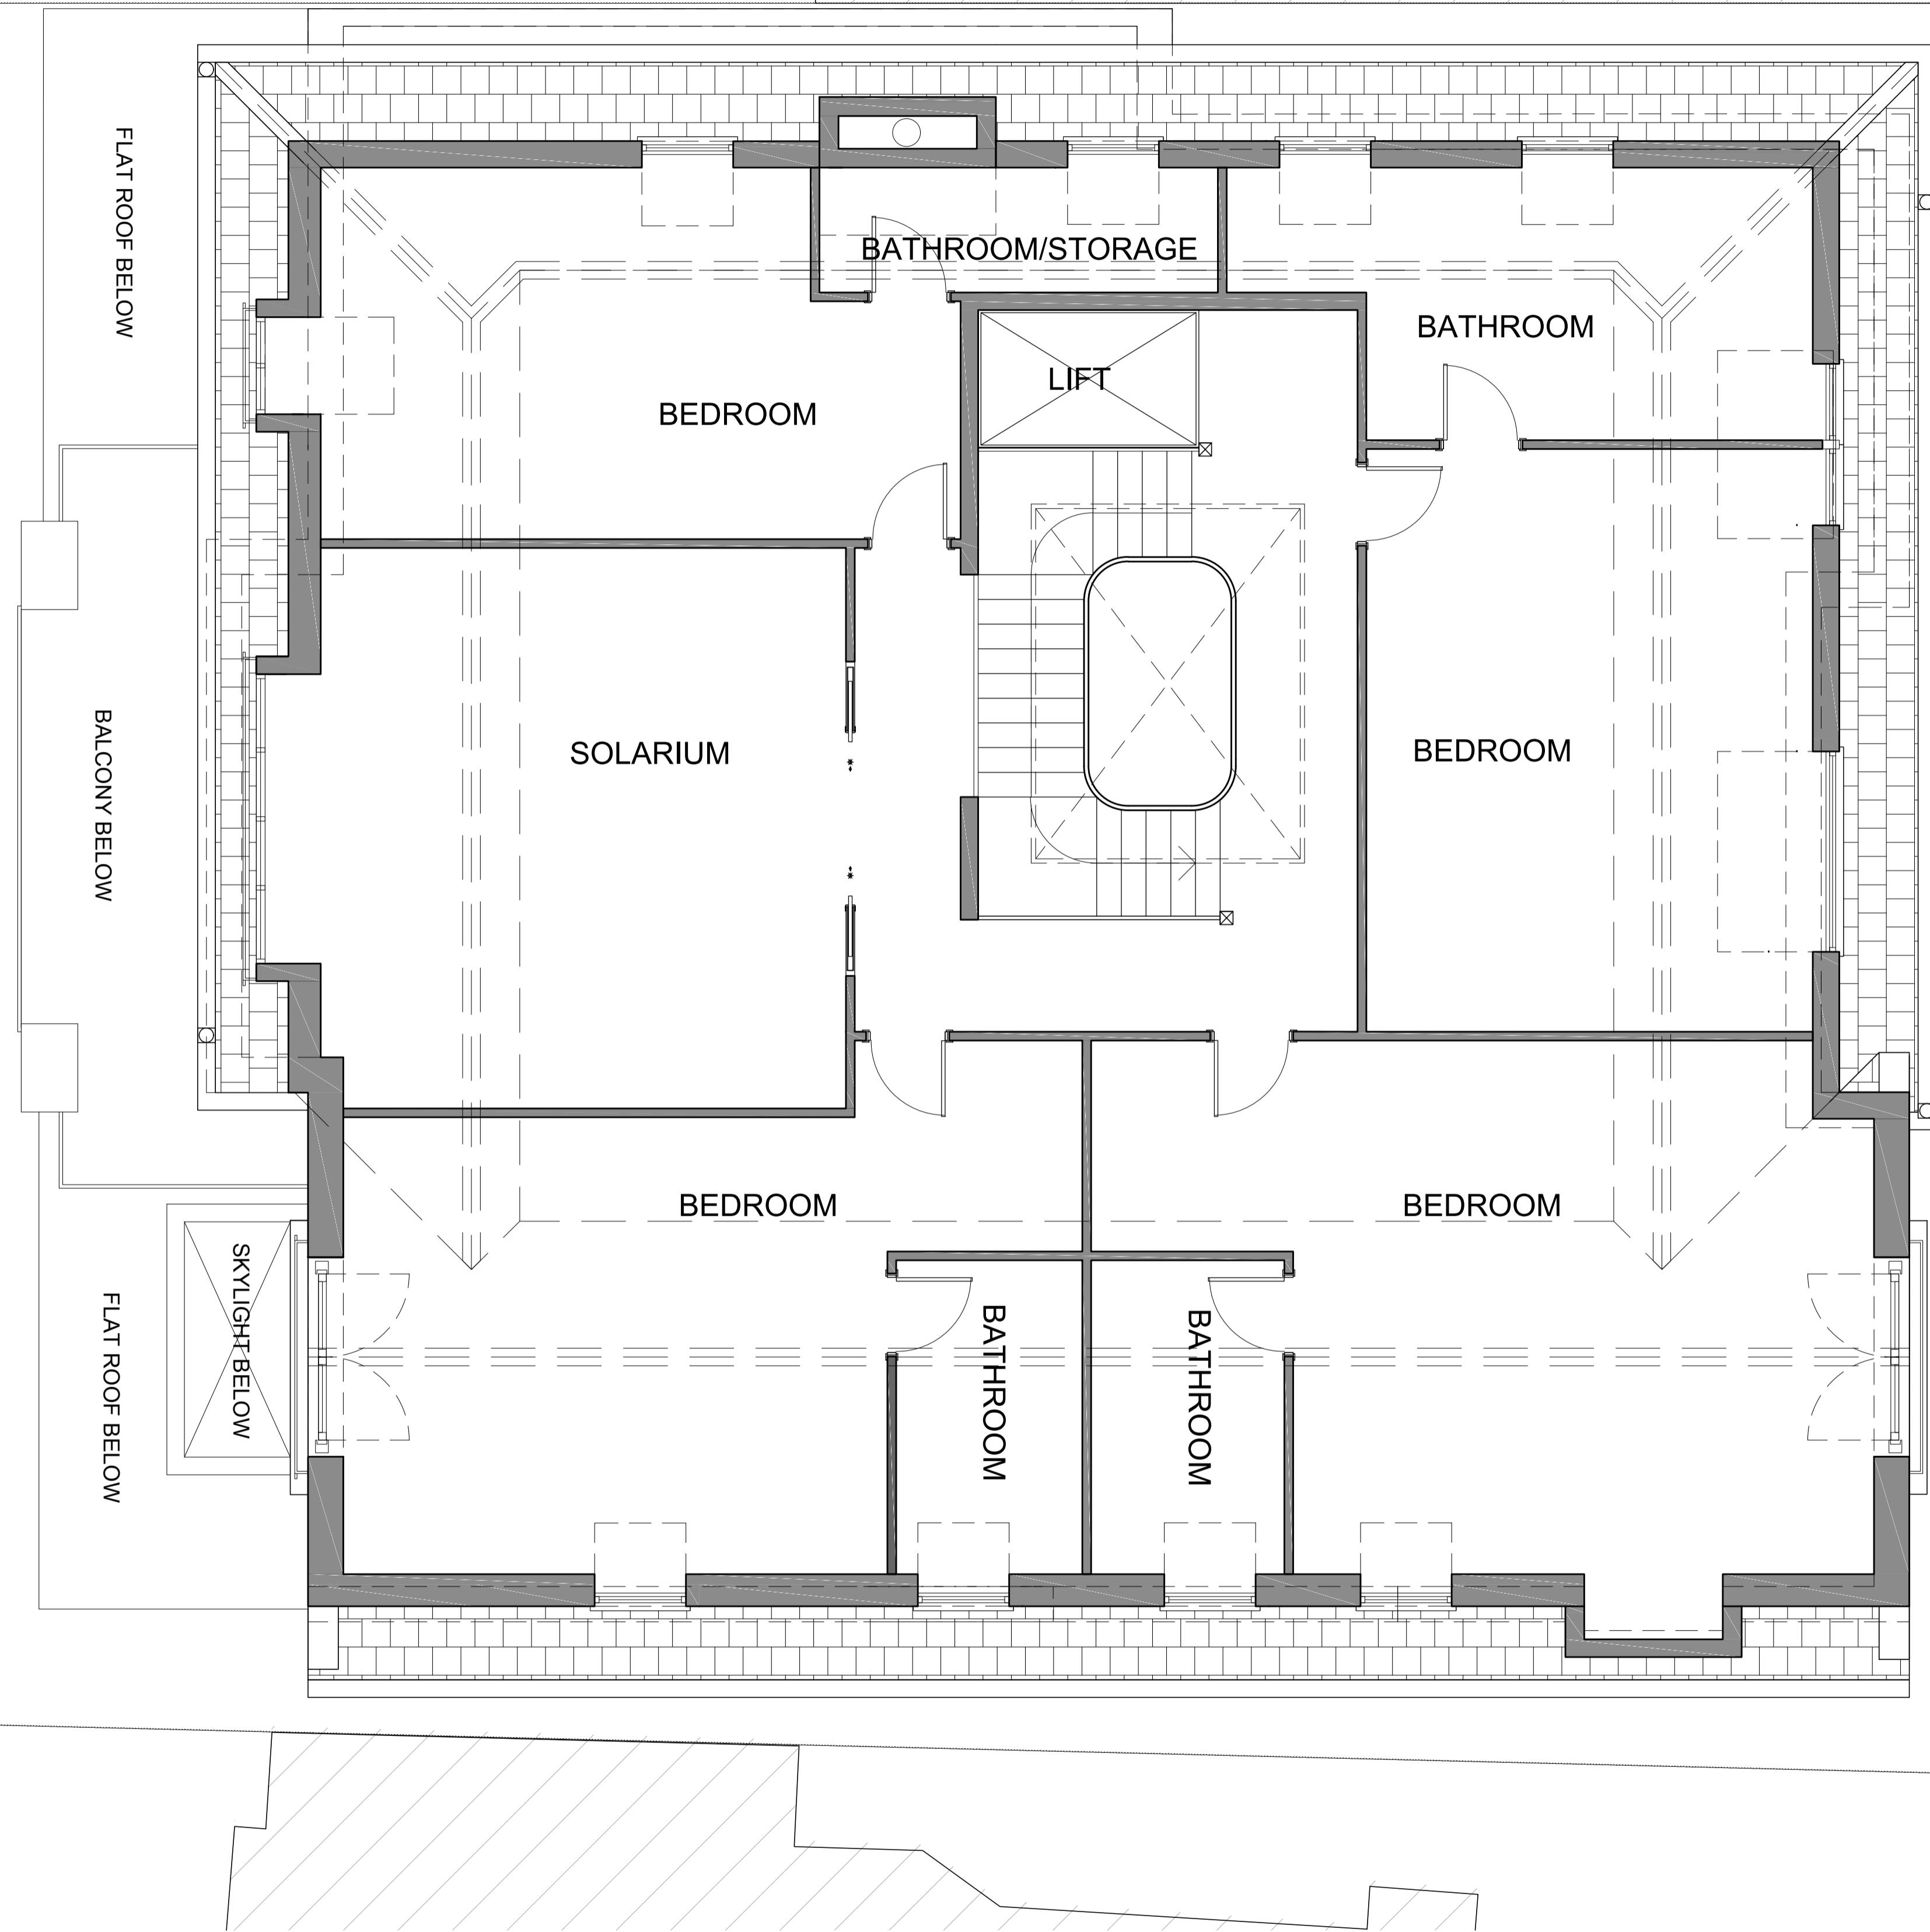 FLAT ROOF BELOW
BATHROOM/STORAGE
BATHROOM
LIFT
BEDROOM
BALCONY BELOW
SOLARIUM
BEDROOM
BEDROOM
BEDROOM
SKYLIGHT BELOW
FLAT ROOF BELOW
BATHROOM
BATHROOM